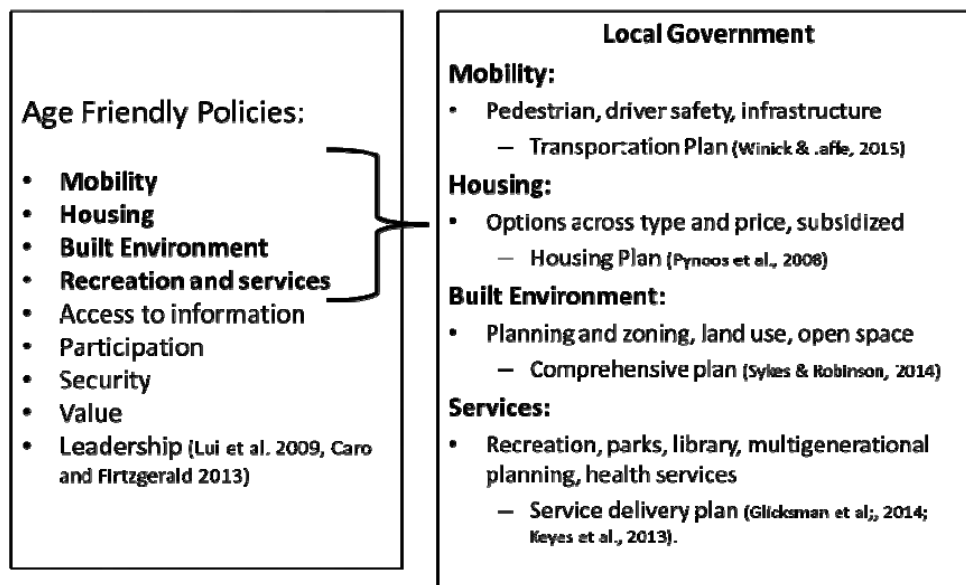 Age Friendly Policies:
• Mobility
• Housing
• Built Environment
• Recreation and services
• Access to information
• Participation
• Security
• Value
• Leadership (Lui et al. 2009, Caro
and Firtzgerald 2013)
Local Government
Mobility:
• Pedestrian, driver safety, infrastructure
– Transportation Plan (Winick & .affe, 2015)
Housing:
• Options across type and price, subsidized
– Housing Plan (Pynoos et al., 2008)
Built Environment:
• Planning and zoning, land use, open space
– Comprehensive plan (Sykes & Robinson, 2014)
Services:
• Recreation, parks, library, multigenerational
planning, health services
– Service delivery plan (Glicksman et al;, 2014;
Keyes et al., 2013).